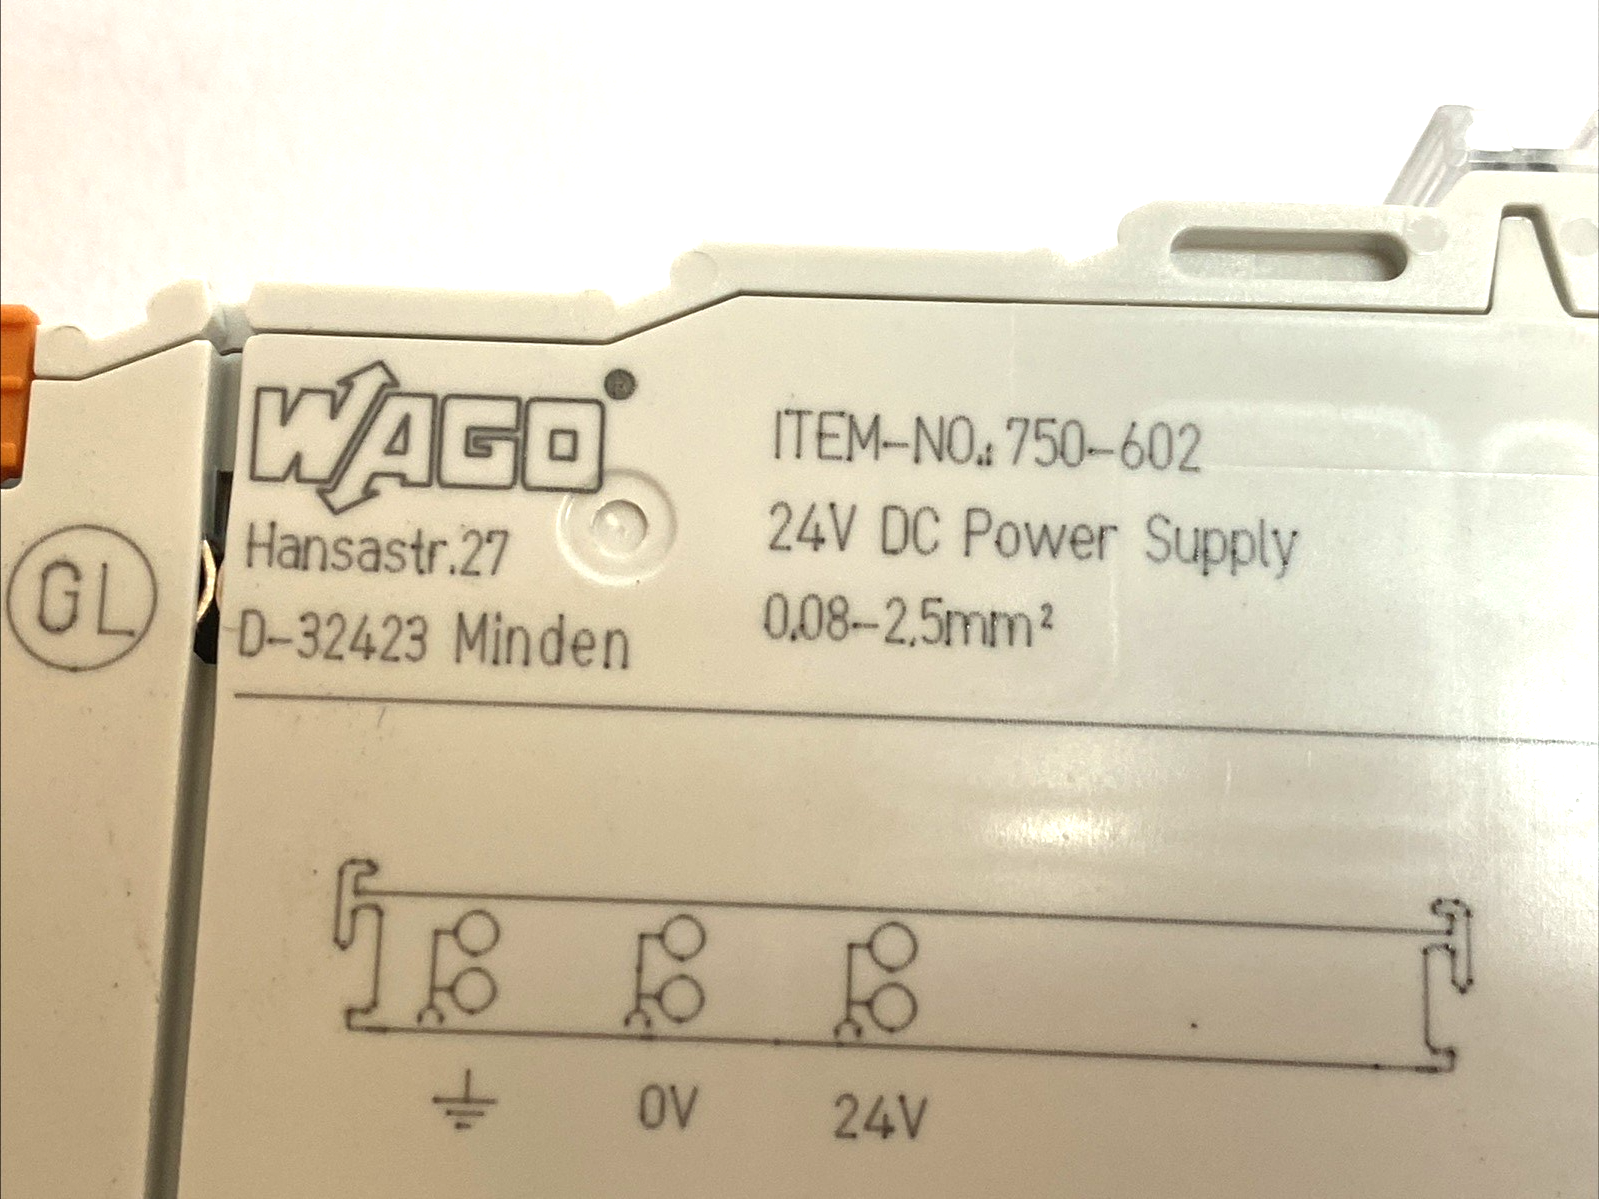 WAGO®
Hansastr.27
D-32423 Minden
ITEM-NO.:750-602
24V DC Power Supply
0,08-2,5mm²
GL
0V
24V